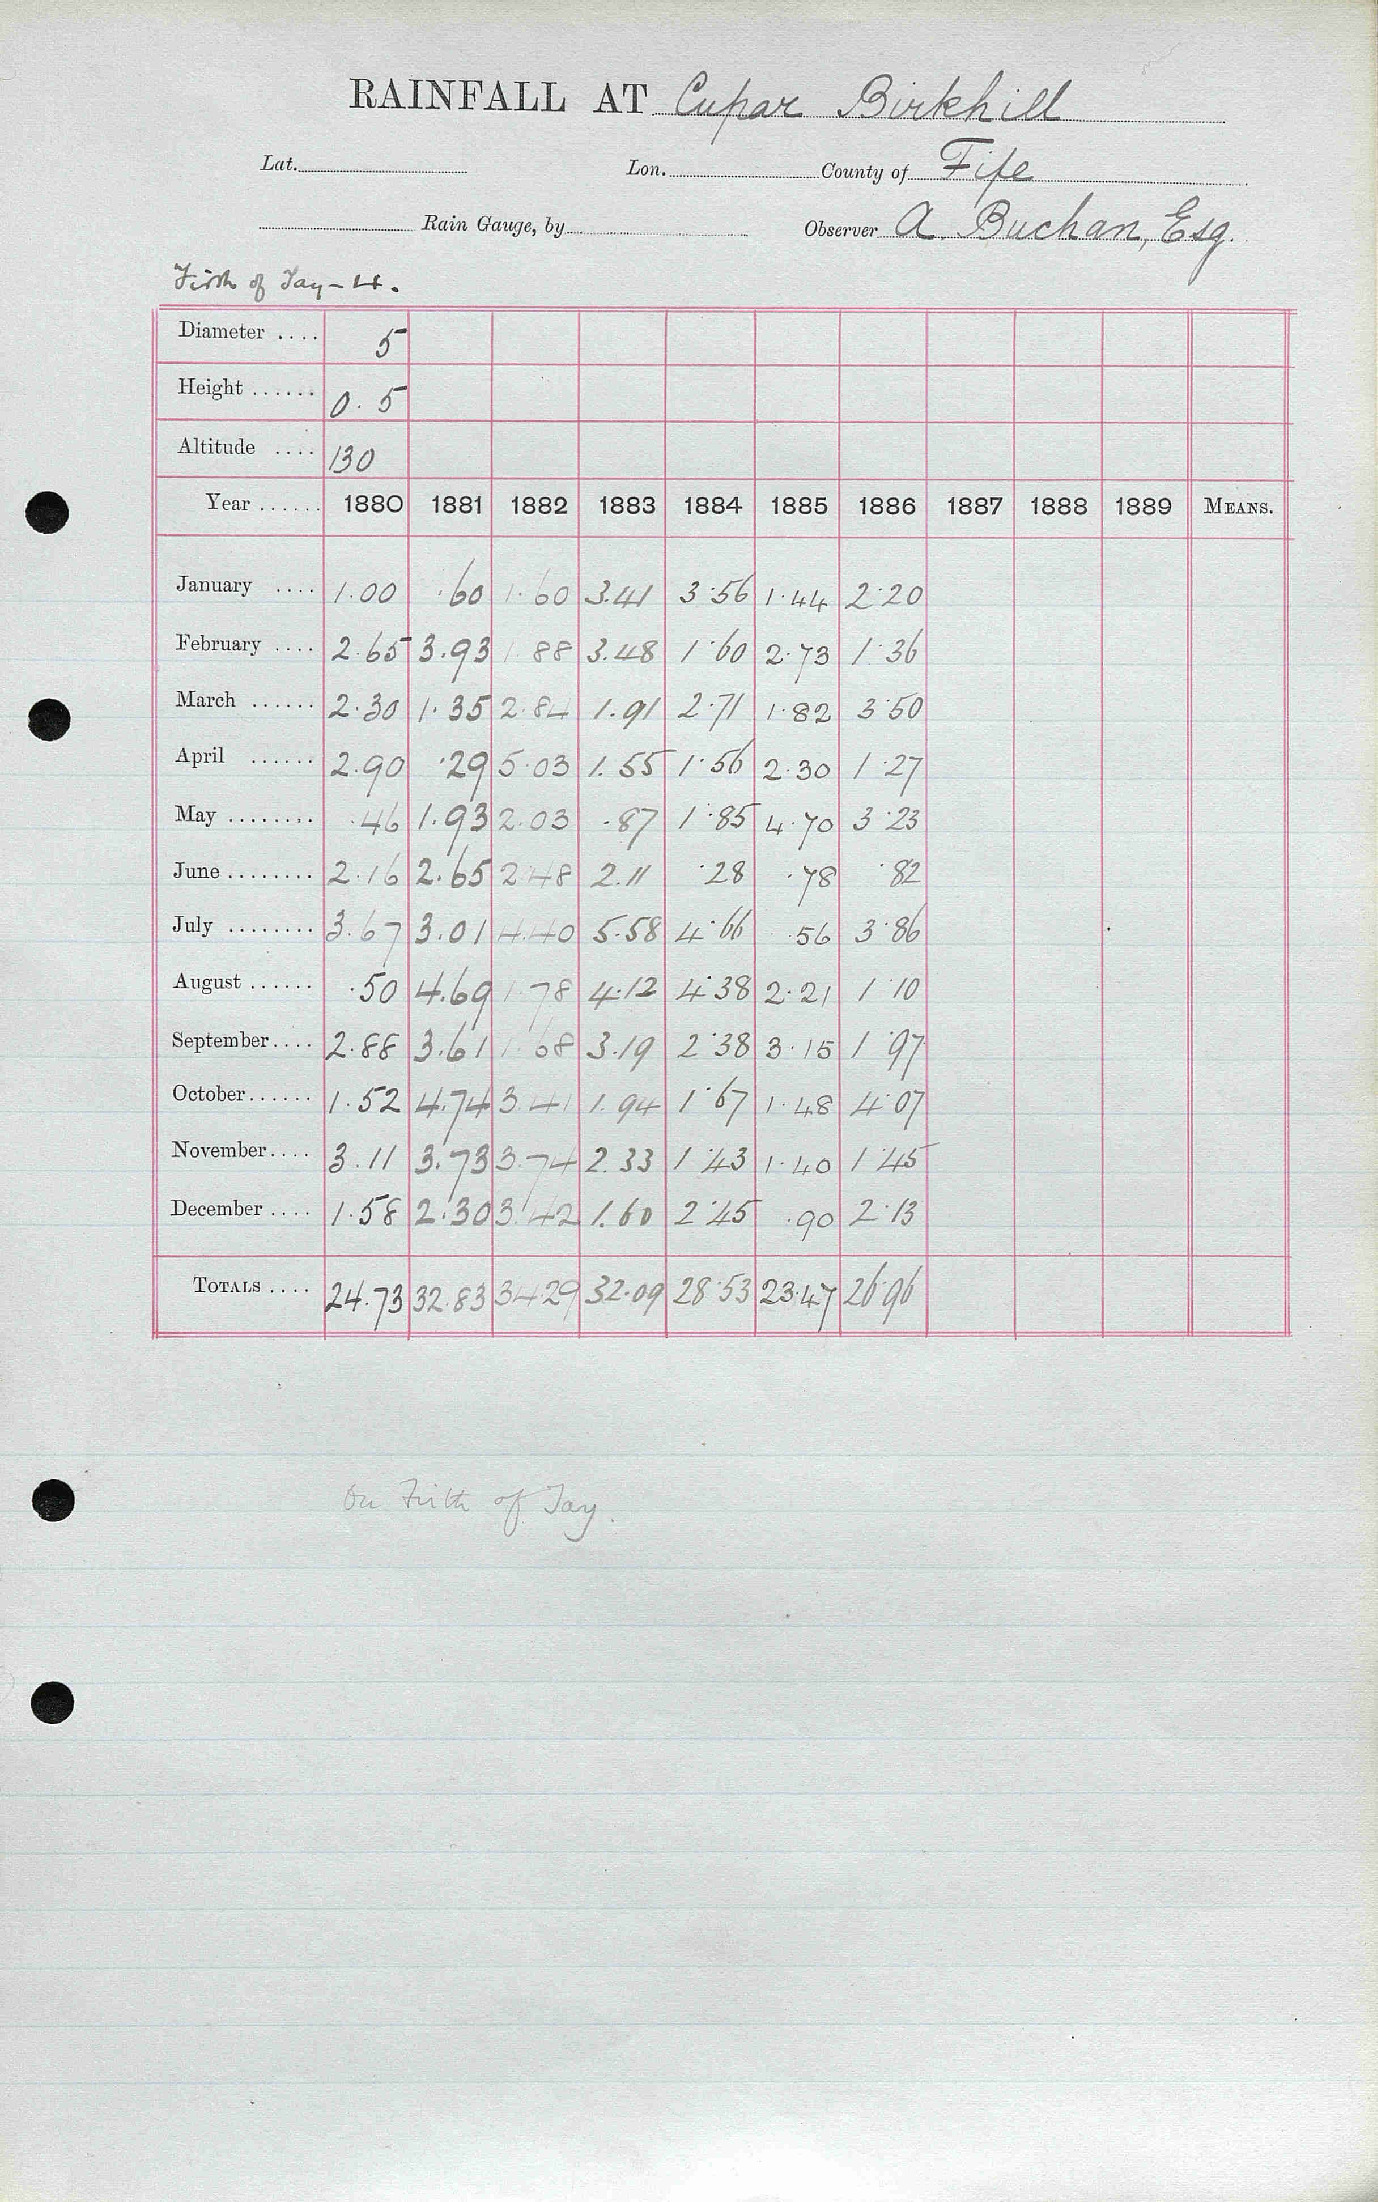 RAINFALL AT Cupar Birkhill
Lat. Lon. County of Fife
Rain Gauge, by Observer A. Buchan, Esq.
Firth of Tay - 4.
Diameter .... 5
Height ...... 0.5
Altitude .... 130
Year ...... 1880 1881 1882 1883 1884 1885 1886 1887 1888 1889 MEANS.
January .... 1.00 .60 1.60 3.41 3.56 1.44 2.20
February .... 2.65 3.93 1.88 3.48 1.60 2.73 1.36
March ...... 2.30 1.35 2.84 1.91 2.71 1.82 3.50
April ...... 2.90 .29 5.03 1.55 1.56 2.30 1.27
May ........ .46 1.93 2.03 .87 1.85 4.70 3.23
June ........ 2.16 2.65 2.48 2.11 .28 .78 .82
July ........ 3.67 3.01 4.40 5.58 4.66 .56 3.86
August ...... .50 4.69 1.78 4.12 4.38 2.21 1.10
September .... 2.88 3.61 1.68 3.19 2.38 3.15 1.97
October ...... 1.52 4.74 3.41 1.94 1.67 1.48 4.07
November .... 3.11 3.73 3.74 2.33 1.43 1.40 1.45
December .... 1.58 2.30 3.42 1.60 2.45 .90 2.13
TOTALS .... 24.73 32.83 34.29 32.09 28.53 23.47 26.96
On Firth of Tay.